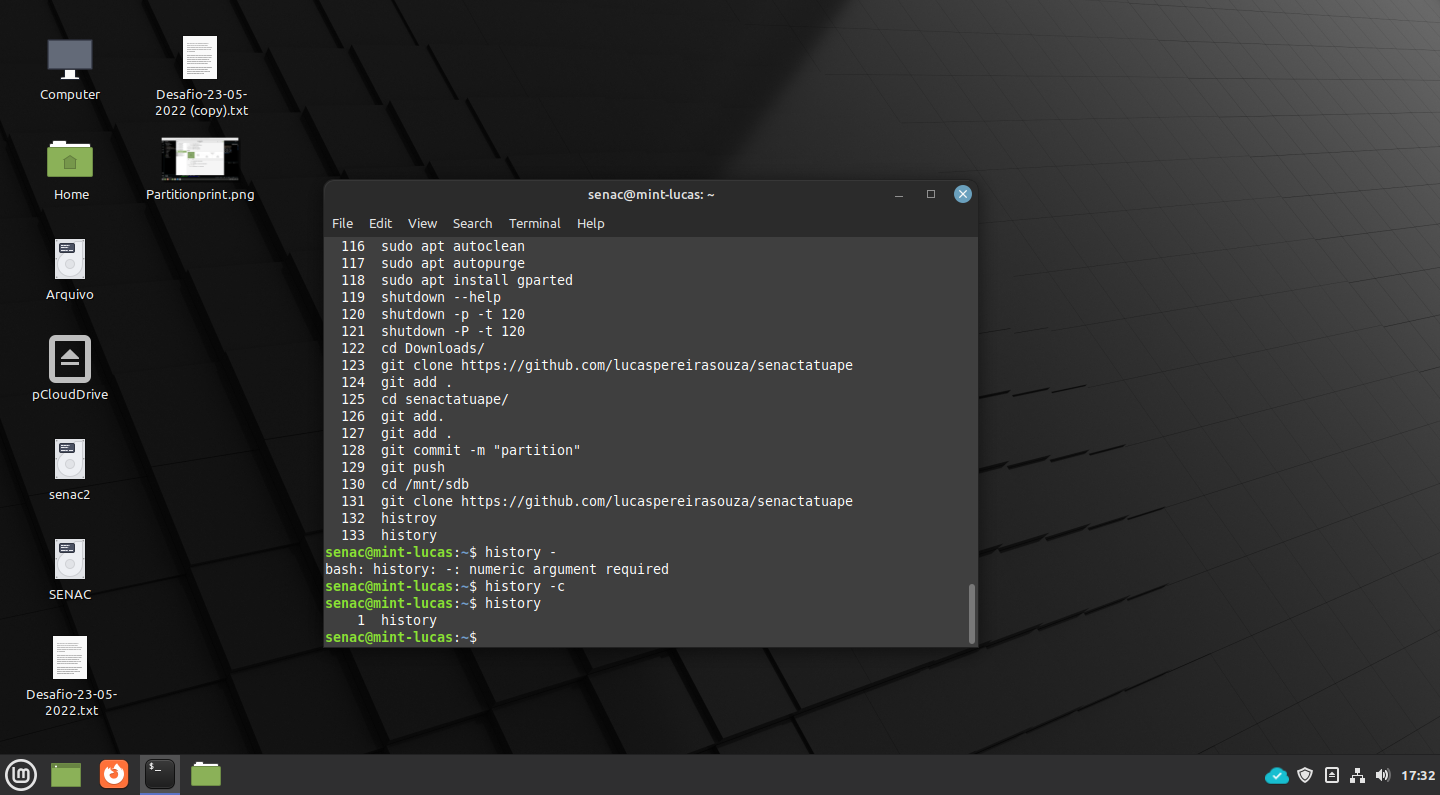 Computer
Desafio-23-05-
2022 (copy).txt
Home
Partitionprint.png
Arquivo
pCloudDrive
senac2
SENAC
Desafio-23-05-
2022.txt
senac@mint-lucas: ~
File Edit View Search Terminal Help
116 sudo apt autoclean
117 sudo apt autopurge
118 sudo apt install gparted
119 shutdown --help
120 shutdown -p -t 120
121 shutdown -P -t 120
122 cd Downloads/
123 git clone https://github.com/lucaspereirasouza/senactatuape
124 git add .
125 cd senactatuape/
126 git add.
127 git add .
128 git commit -m "partition"
129 git push
130 cd /mnt/sdb
131 git clone https://github.com/lucaspereirasouza/senactatuape
132 histroy
133 history
senac@mint-lucas:~$ history -
bash: history: -: numeric argument required
senac@mint-lucas:~$ history -c
senac@mint-lucas:~$ history
1 history
senac@mint-lucas:~$
$_
17:32